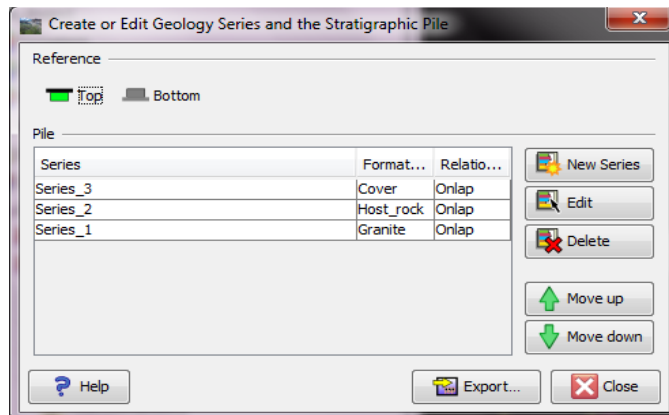 Create or Edit Geology Series and the Stratigraphic Pile
Reference
Top Bottom
Pile
Series Format... Relatio...
Series_3 Cover Onlap
Series_2 Host_rock Onlap
Series_1 Granite Onlap
New Series
Edit
Delete
Move up
Move down
Help Export... Close